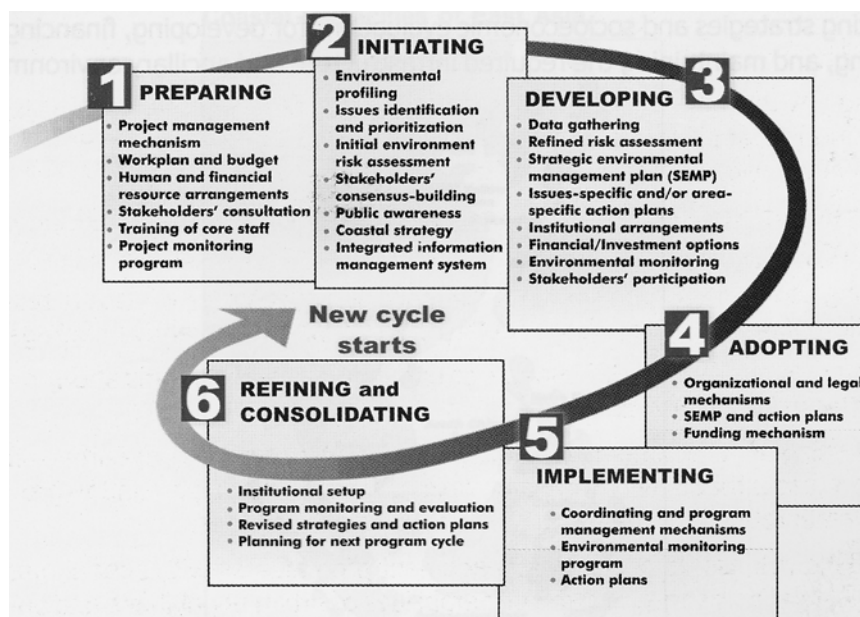 strategies and for developing, financing
and
1 PREPARING
Project management
mechanism
Workplan and budget
Human and financial
resource arrangements
Stakeholders' consultation
Training of core staff
Project monitoring
program
2 INITIATING
Environmental
profiling
Issues identification
and prioritization
Initial environment
risk assessment
Stakeholders'
consensus-building
Public awareness
Coastal strategy
Integrated information
management system
3
DEVELOPING
Data gathering
Refined risk assessment
Strategic environmental
management plan (SEMP)
Issues-specific and/or area-
specific action plans
Institutional arrangements
Financial/Investment options
Environmental monitoring
Stakeholders' participation
4 ADOPTING
Organizational and legal
mechanisms
SEMP and action plans
Funding mechanism
5
IMPLEMENTING
Coordinating and program
management mechanisms
Environmental monitoring
program
Action plans
6 REFINING and
CONSOLIDATING
Institutional setup
Program monitoring and evaluation
Revised strategies and action plans
Planning for next program cycle
New cycle
starts